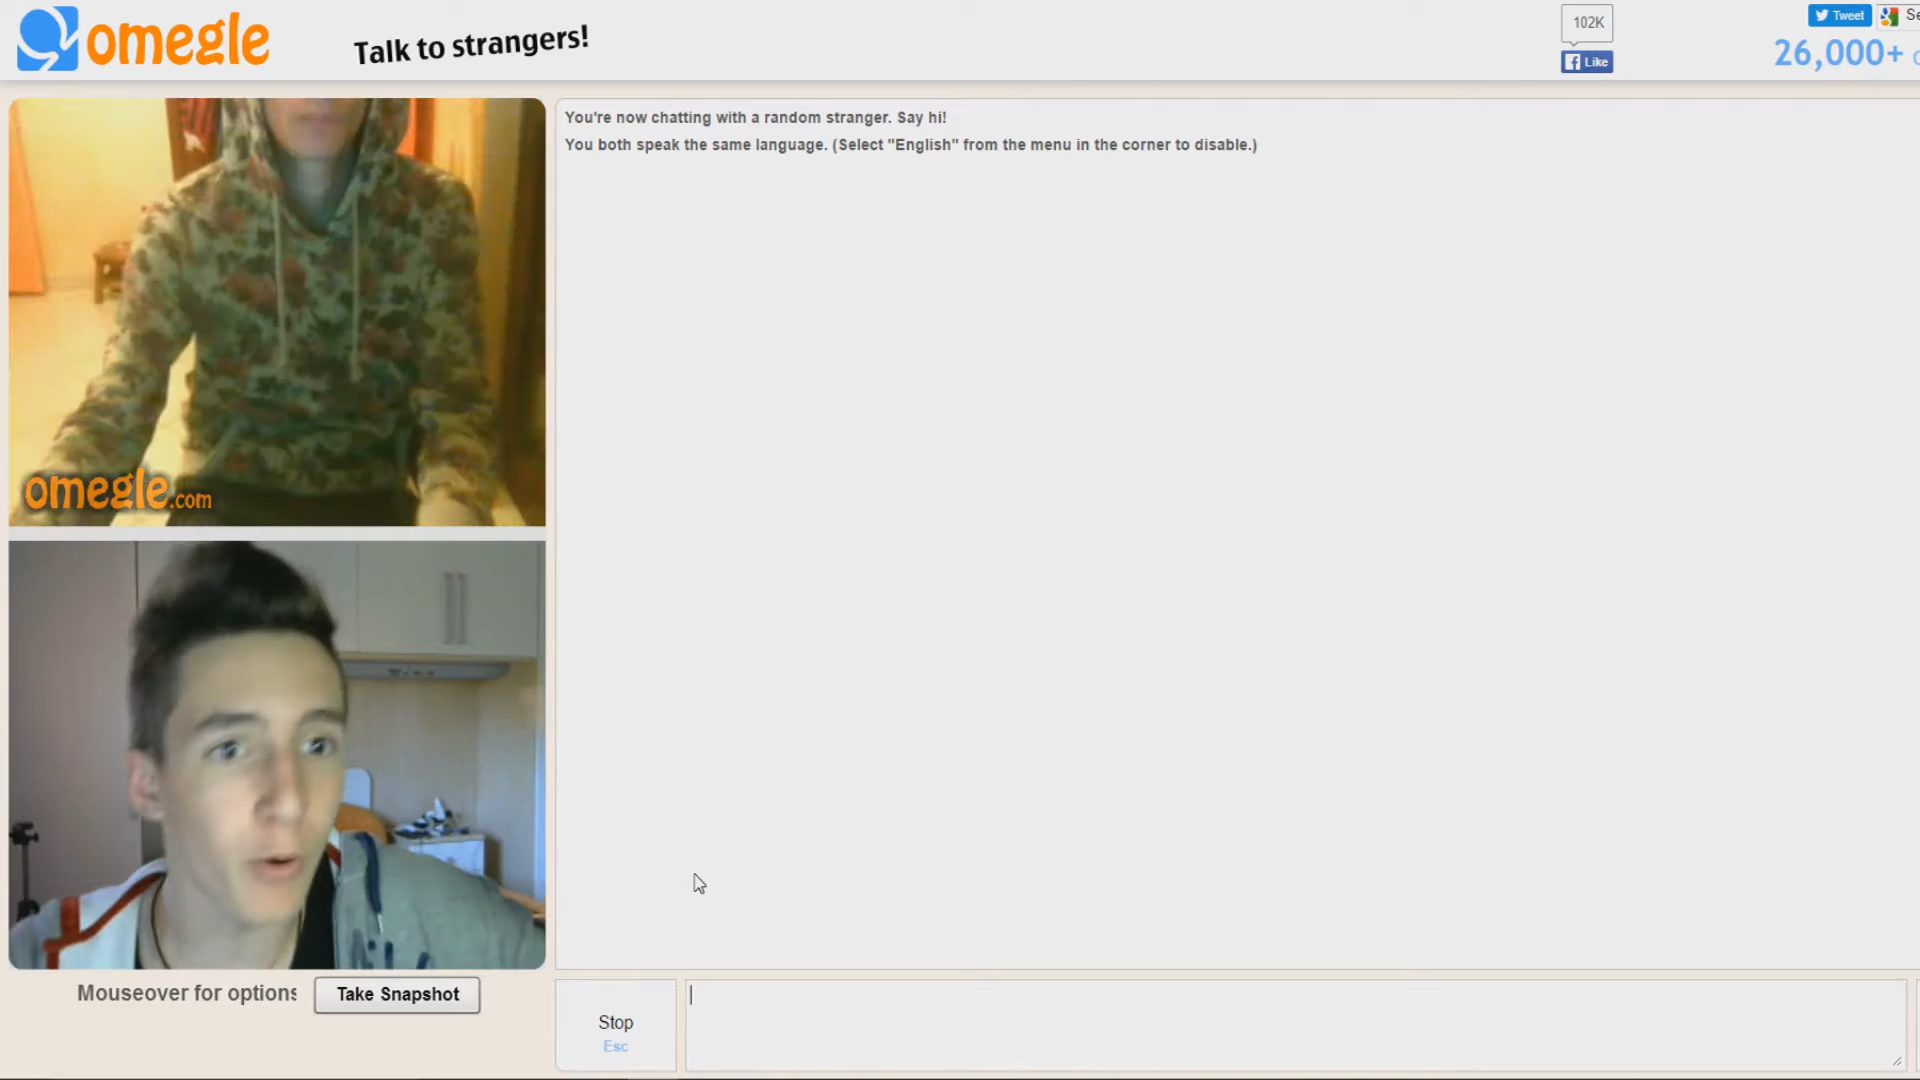 omegle
Talk to strangers!
102K
Like
Tweet
26,000+
You're now chatting with a random stranger. Say hi!
You both speak the same language. (Select "English" from the menu in the corner to disable.)
omegle.com
Mouseover for options
Take Snapshot
Stop
Esc